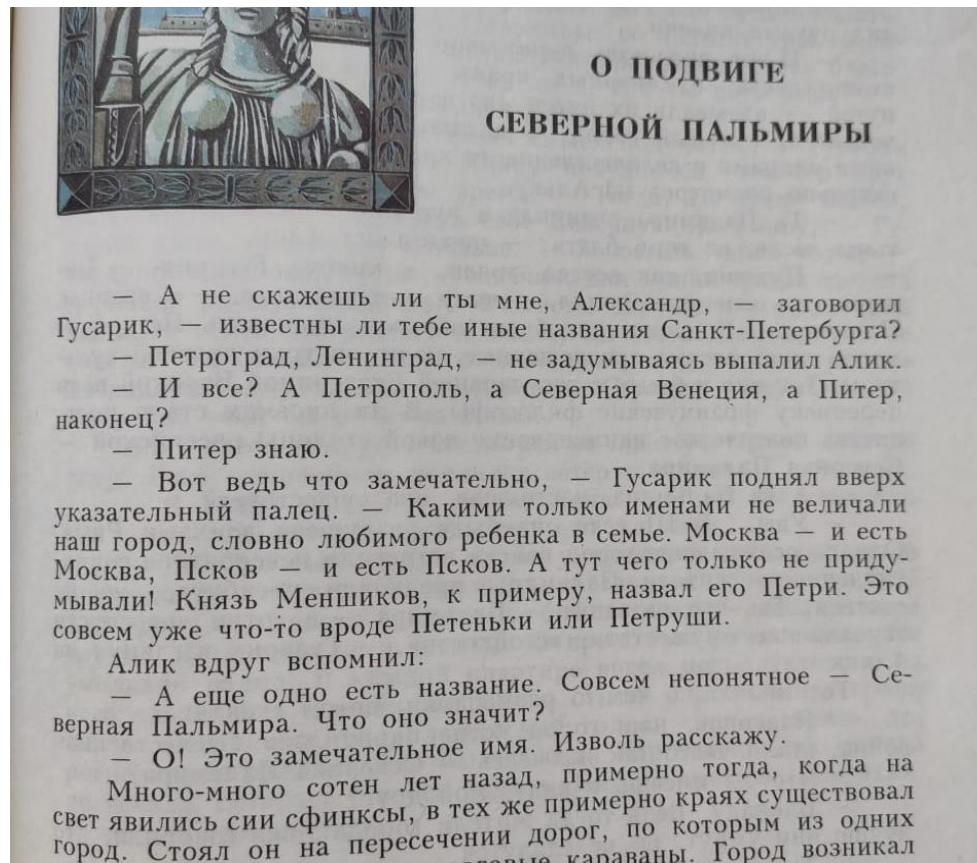 О ПОДВИГЕ
СЕВЕРНОЙ ПАЛЬМИРЫ
— А не скажешь ли ты мне, Александр, — заговорил
Гусарик, — известны ли тебе иные названия Санкт-Петербурга?
— Петроград, Ленинград, — не задумываясь выпалил Алик.
— И все? А Петрополь, а Северная Венеция, а Питер,
наконец?
— Питер знаю.
— Вот ведь что замечательно, — Гусарик поднял вверх
указательный палец. — Какими только именами не величали
наш город, словно любимого ребенка в семье. Москва — и есть
Москва, Псков — и есть Псков. А тут чего только не приду-
мывали! Князь Меншиков, к примеру, назвал его Петри. Это
совсем уже что-то вроде Петеньки или Петруши.
Алик вдруг вспомнил:
— А еще одно есть название. Совсем непонятное — Се-
верная Пальмира. Что оно значит?
— О! Это замечательное имя. Изволь расскажу.
Много-много сотен лет назад, примерно тогда, когда на
свет явились сии сфинксы, в тех же примерно краях существовал
город. Стоял он на пересечении дорог, по которым из одних
караваны. Город возникал